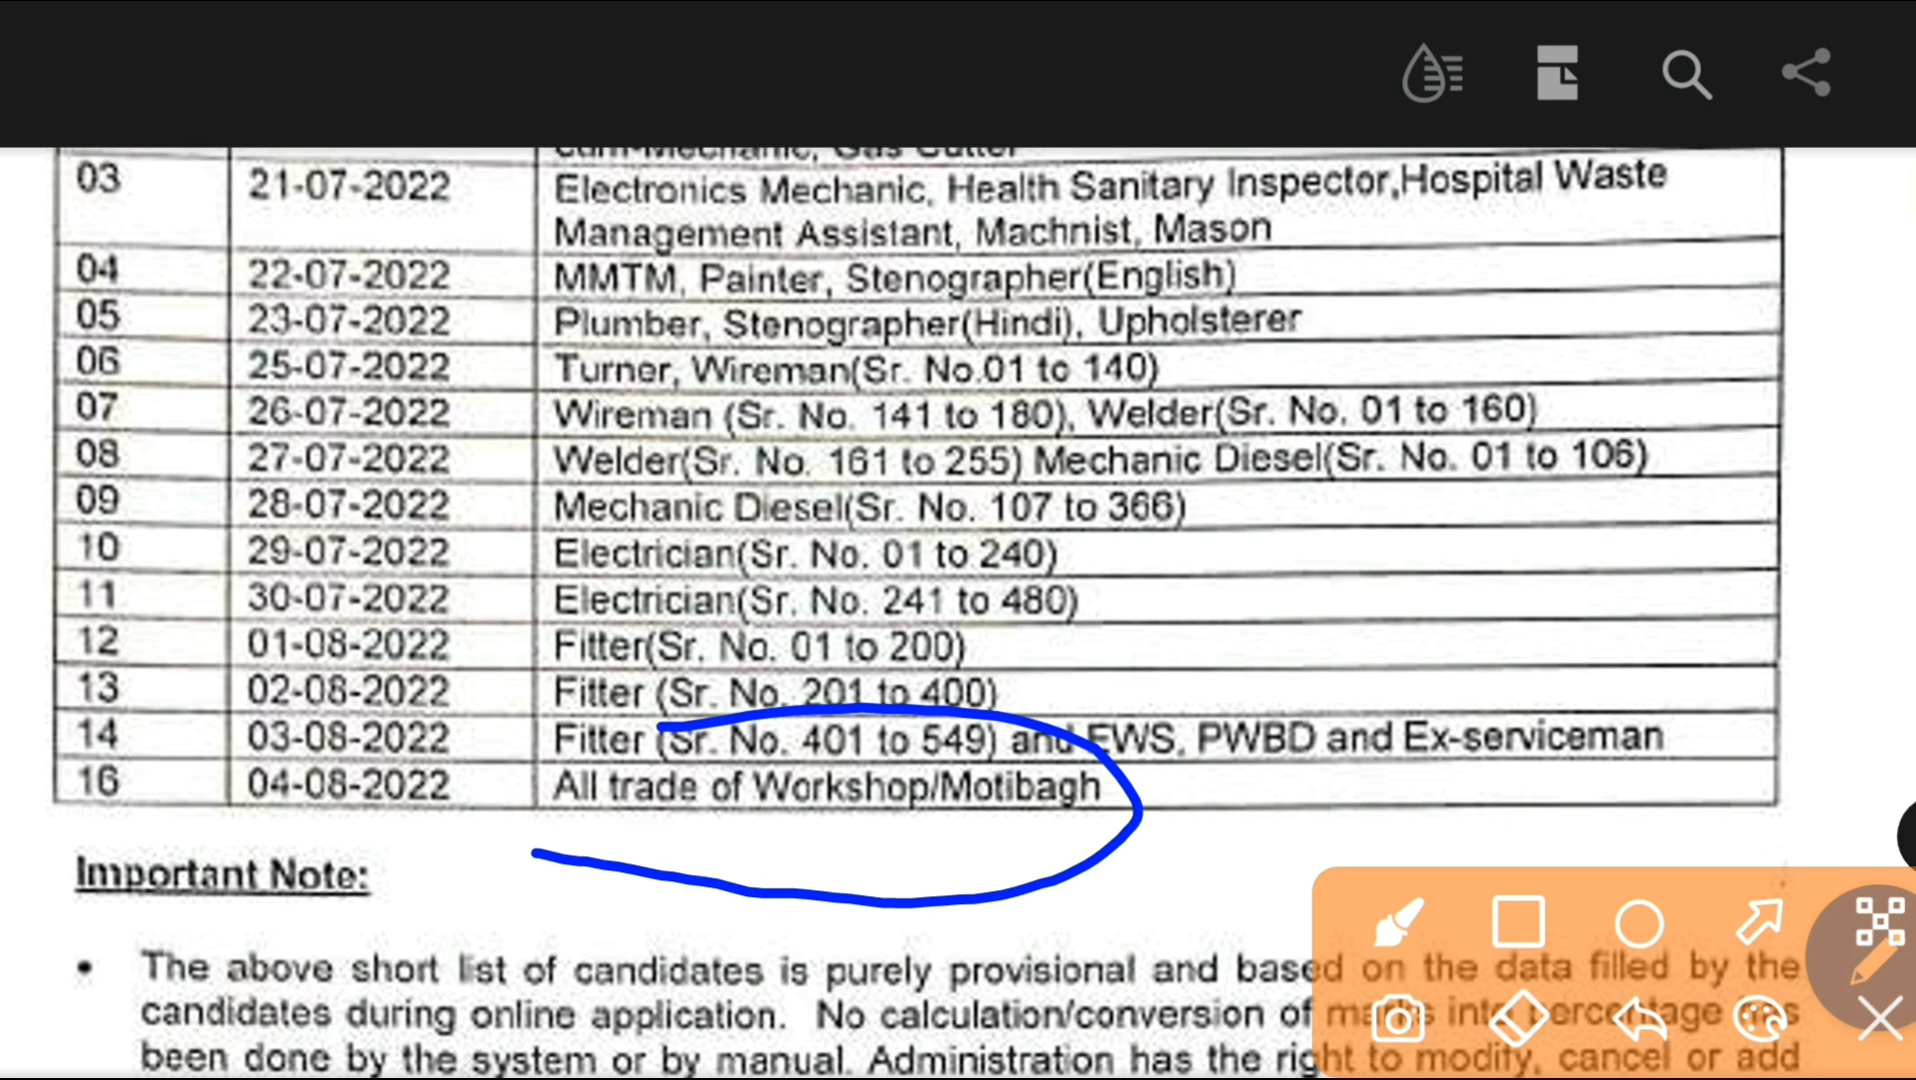 cum-Mechanic, Gas Cutter
03 21-07-2022 Electronics Mechanic, Health Sanitary Inspector,Hospital Waste
Management Assistant, Machnist, Mason
04 22-07-2022 MMTM, Painter, Stenographer(English)
05 23-07-2022 Plumber, Stenographer(Hindi), Upholsterer
06 25-07-2022 Turner, Wireman(Sr. No.01 to 140)
07 26-07-2022 Wireman (Sr. No. 141 to 180), Welder(Sr. No. 01 to 160)
08 27-07-2022 Welder(Sr. No. 161 to 255) Mechanic Diesel(Sr. No. 01 to 106)
09 28-07-2022 Mechanic Diesel(Sr. No. 107 to 366)
10 29-07-2022 Electrician(Sr. No. 01 to 240)
11 30-07-2022 Electrician(Sr. No. 241 to 480)
12 01-08-2022 Fitter(Sr. No. 01 to 200)
13 02-08-2022 Fitter (Sr. No. 201 to 400)
14 03-08-2022 Fitter (Sr. No. 401 to 549) and EWS, PWBD and Ex-serviceman
16 04-08-2022 All trade of Workshop/Motibagh
Important Note:
• The above short list of candidates is purely provisional and based on the data filled by the
candidates during online application. No calculation/conversion of marks into percentage has
been done by the system or by manual. Administration has the right to modify, cancel or add